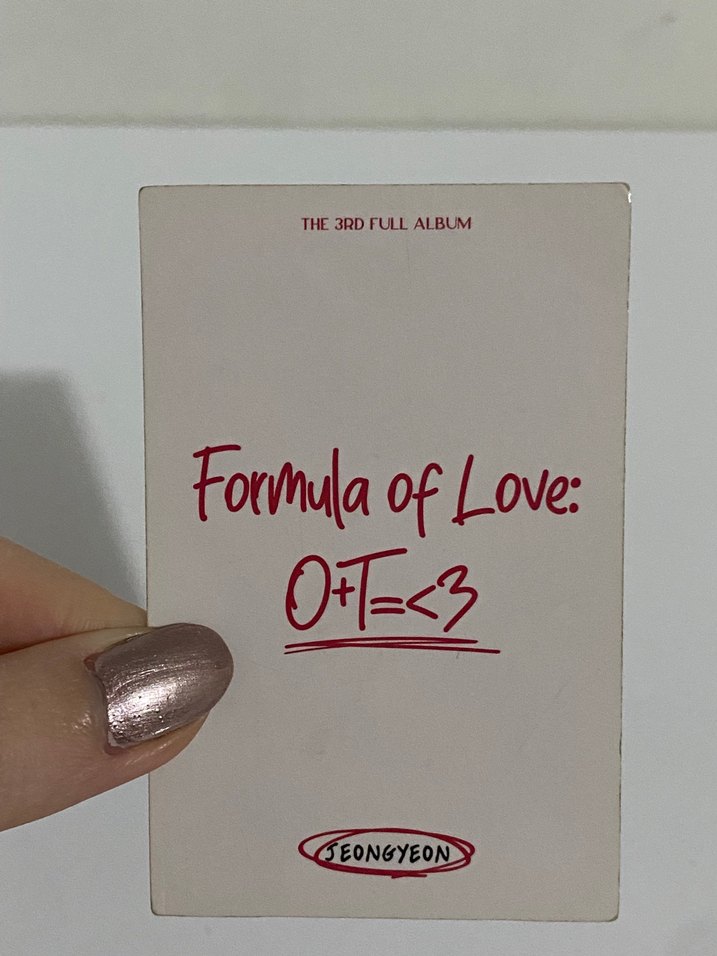 THE 3RD FULL ALBUM
Formula of Love:
O+T=<3
JEONGYEON